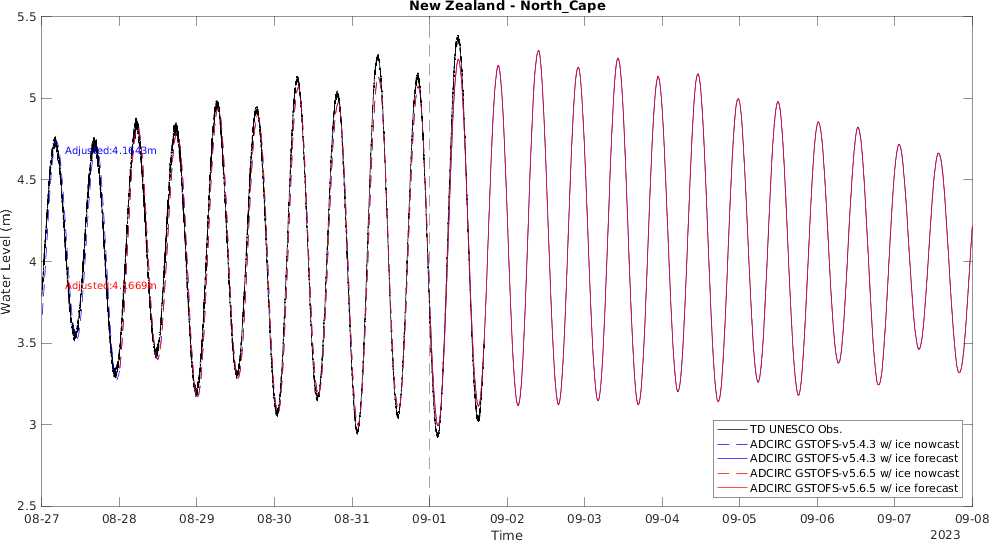 New Zealand - North_Cape
5.5
5
4.5
4
3.5
3
2.5
Water Level (m)
Adjusted:4.1643m
Adjusted:4.1669m
TD UNESCO Obs.
ADCIRC GSTOFS-v5.4.3 w/ ice nowcast
ADCIRC GSTOFS-v5.4.3 w/ ice forecast
ADCIRC GSTOFS-v5.6.5 w/ ice nowcast
ADCIRC GSTOFS-v5.6.5 w/ ice forecast
08-27 08-28 08-29 08-30 08-31 09-01 09-02 09-03 09-04 09-05 09-06 09-07 09-08
Time
2023